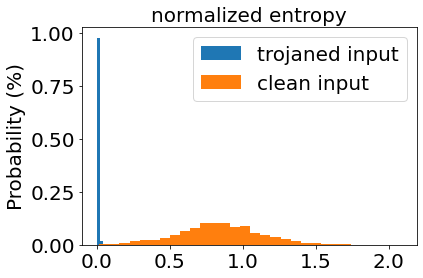 normalized entropy
trojaned input
clean input
Probability (%)
1.00
0.75
0.50
0.25
0.00
0.0 0.5 1.0 1.5 2.0